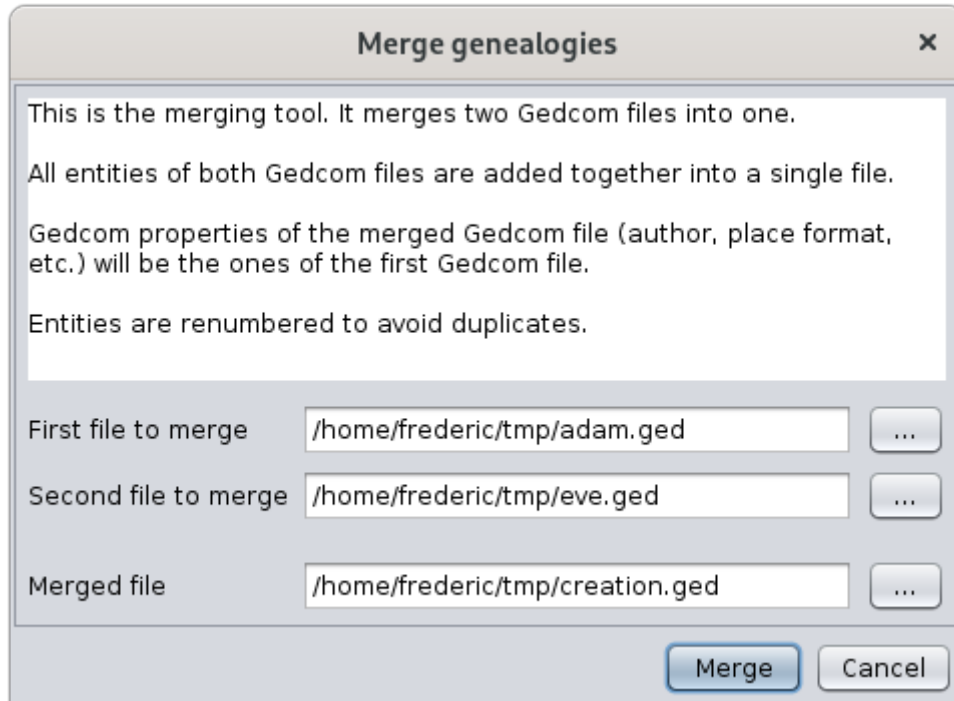 Merge genealogies ×
This is the merging tool. It merges two Gedcom files into one.
All entities of both Gedcom files are added together into a single file.
Gedcom properties of the merged Gedcom file (author, place format,
etc.) will be the ones of the first Gedcom file.
Entities are renumbered to avoid duplicates.
First file to merge /home/frederic/tmp/adam.ged ...
Second file to merge /home/frederic/tmp/eve.ged ...
Merged file /home/frederic/tmp/creation.ged ...
Merge Cancel